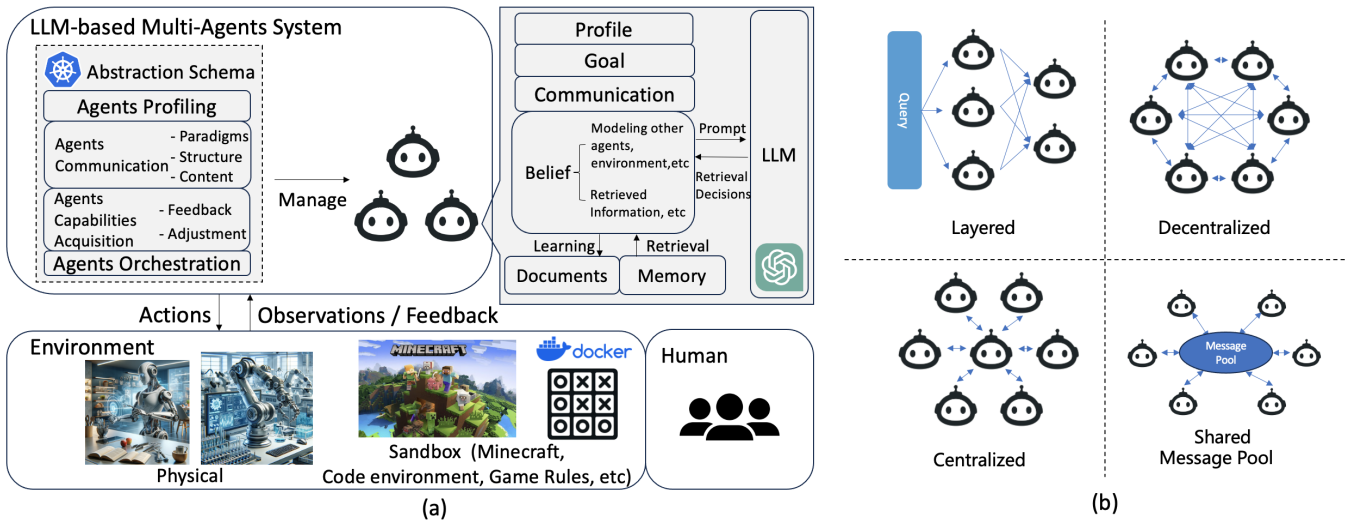 LLM-based Multi-Agents System
Abstraction Schema
Agents Profiling
Agents
Communication
- Paradigms
- Structure
- Content
Agents
Capabilities
Acquisition
- Feedback
- Adjustment
Agents Orchestration
Manage
Profile
Goal
Communication
Belief
Modeling other
agents,
environment,etc
Retrieved
Information, etc
Prompt
Retrieval
Decisions
LLM
Learning
Retrieval
Documents
Memory
Actions
Observations / Feedback
Environment
MINECRAFT
docker
Physical
Sandbox (Minecraft,
Code environment, Game Rules, etc)
Human
(a)
Query
Layered
Decentralized
Centralized
Message
Pool
Shared
Message Pool
(b)